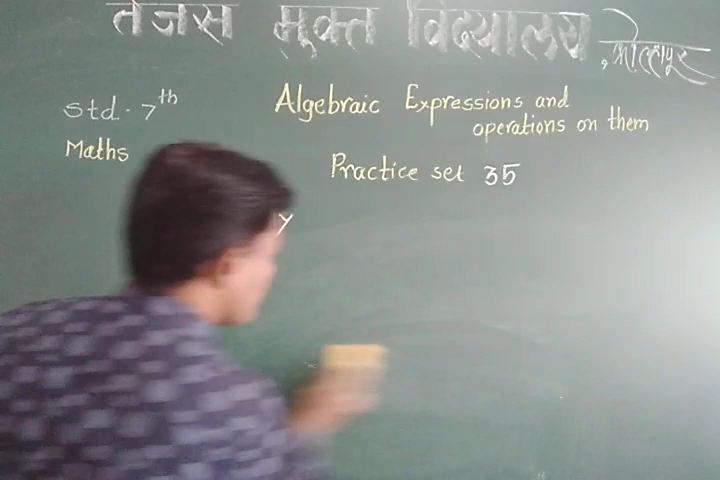 तेजस मुक्त विद्यालय, कोल्हापूर
std. 7th
Algebraic Expressions and
operations on them
Maths
Practice set 35
y